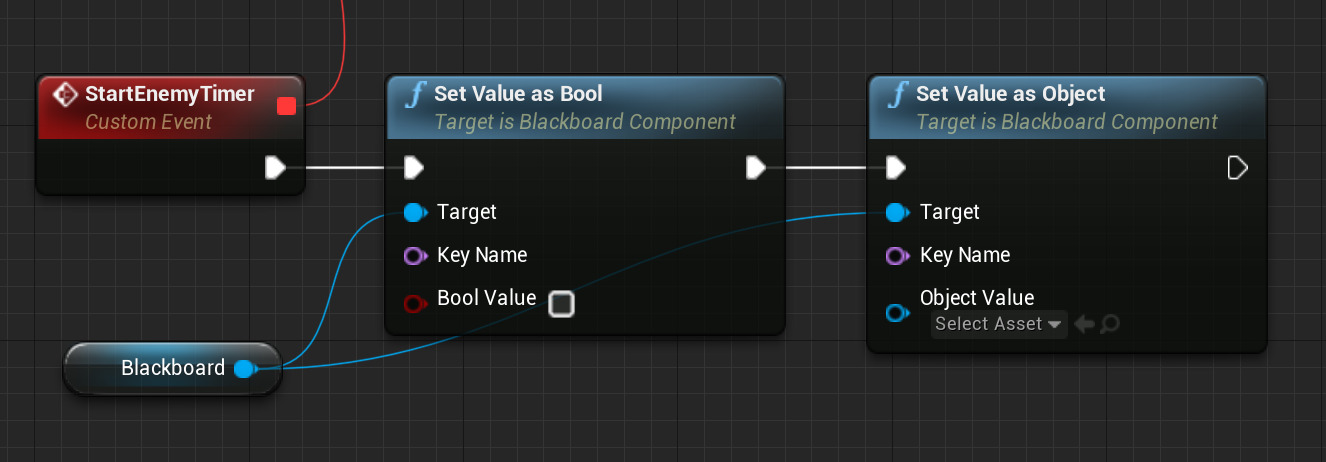 StartEnemyTimer
Custom Event
Set Value as Bool
Target is Blackboard Component
Target
Key Name
Bool Value
Set Value as Object
Target is Blackboard Component
Target
Key Name
Object Value
Select Asset
Blackboard